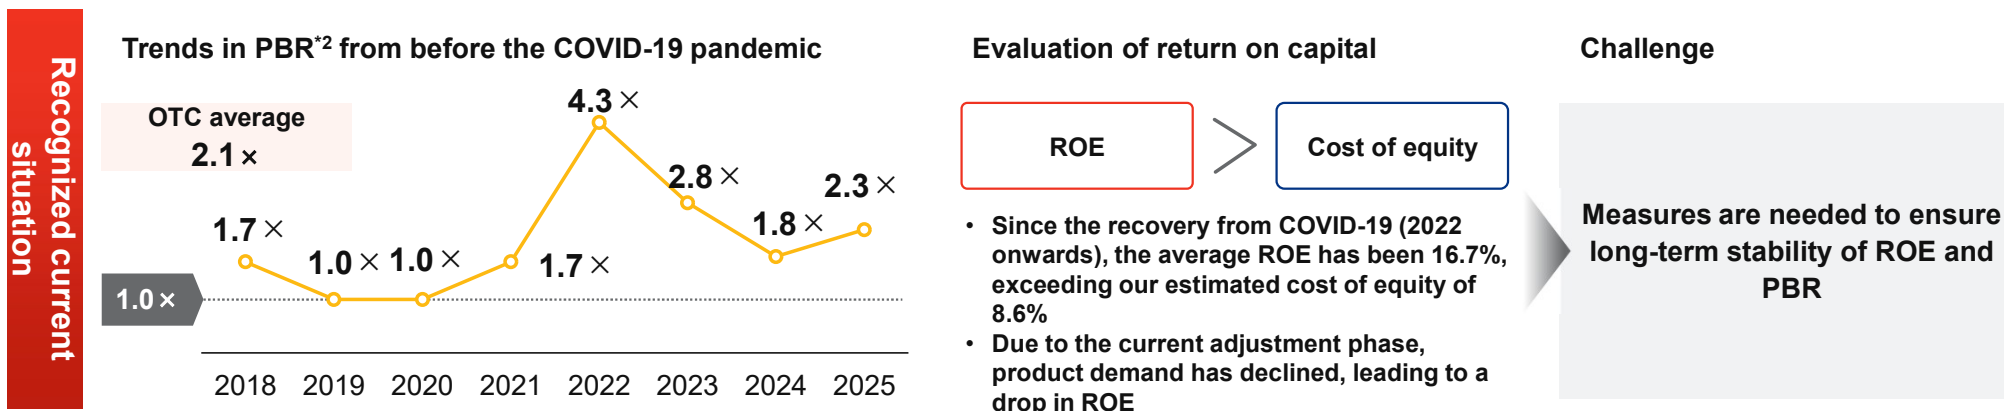 Recognized current
situation
Trends in PBR*2 from before the COVID-19 pandemic
OTC average
2.1×
1.7×
1.0×
1.0×
1.7×
4.3×
2.8×
1.8×
2.3×
1.0×
2018 2019 2020 2021 2022 2023 2024 2025
Evaluation of return on capital
ROE
>
Cost of equity
• Since the recovery from COVID-19 (2022
onwards), the average ROE has been 16.7%,
exceeding our estimated cost of equity of
8.6%
• Due to the current adjustment phase,
product demand has declined, leading to a
drop in ROE
Challenge
Measures are needed to ensure
long-term stability of ROE and
PBR